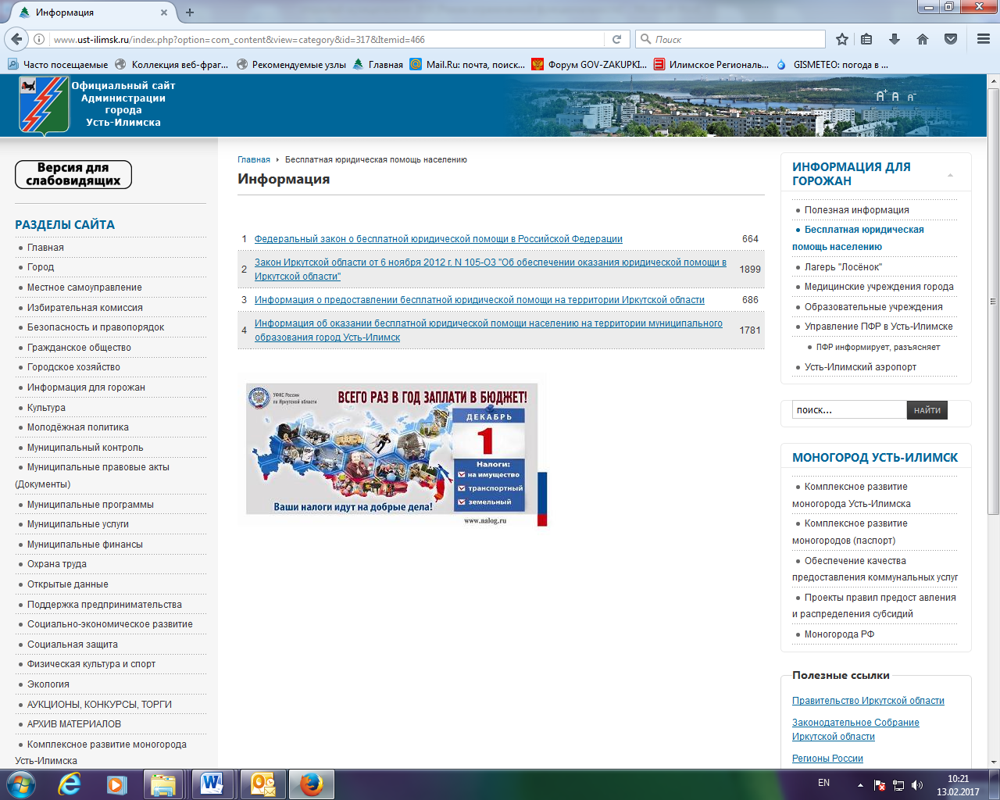 Информация
www.ust-ilimsk.ru/index.php?option=com_content&view=category&id=317&Itemid=466
Поиск
Часто посещаемые
Коллекция веб-фраг...
Рекомендуемые узлы
Главная
Mail.Ru: почта, поиск...
Форум GOV-ZAKUPKI...
Илимское Региональ...
GISMETEO: погода в ...
Официальный сайт
Администрации
города
Усть-Илимска
A+ A A-
Версия для
слабовидящих
РАЗДЕЛЫ САЙТА
Главная
Город
Местное самоуправление
Избирательная комиссия
Безопасность и правопорядок
Гражданское общество
Городское хозяйство
Информация для горожан
Культура
Молодёжная политика
Муниципальный контроль
Муниципальные правовые акты
(Документы)
Муниципальные программы
Муниципальные услуги
Муниципальные финансы
Охрана труда
Открытые данные
Поддержка предпринимательства
Социально-экономическое развитие
Социальная защита
Физическая культура и спорт
Экология
АУКЦИОНЫ, КОНКУРСЫ, ТОРГИ
АРХИВ МАТЕРИАЛОВ
Комплексное развитие моногорода
Усть-Илимска
Главная Бесплатная юридическая помощь населению
Информация
1 Федеральный закон о бесплатной юридической помощи в Российской Федерации 664
2 Закон Иркутской области от 6 ноября 2012 г. N 105-ОЗ "Об обеспечении оказания юридической помощи в
Иркутской области" 1899
3 Информация о предоставлении бесплатной юридической помощи на территории Иркутской области 686
4 Информация об оказании бесплатной юридической помощи населению на территории муниципального
образования город Усть-Илимск 1781
УФНС России
по Иркутской области
ВСЕГО РАЗ В ГОД ЗАПЛАТИ В БЮДЖЕТ!
ДЕКАБРЬ
1
Налоги:
на имущество
транспортный
земельный
Ваши налоги идут на добрые дела!
www.nalog.ru
ИНФОРМАЦИЯ ДЛЯ
ГОРОЖАН
Полезная информация
Бесплатная юридическая
помощь населению
Лагерь "Лосёнок"
Медицинские учреждения города
Образовательные учреждения
Управление ПФР в Усть-Илимске
ПФР информирует, разъясняет
Усть-Илимский аэропорт
поиск...
НАЙТИ
МОНОГОРОД УСТЬ-ИЛИМСК
Комплексное развитие
моногорода Усть-Илимска
Комплексное развитие
моногородов (паспорт)
Обеспечение качества
предоставления коммунальных услуг
Проекты правил предост авления
и распределения субсидий
Моногорода РФ
Полезные ссылки
Правительство Иркутской области
Законодательное Собрание
Иркутской области
Регионы России
EN
10:21
13.02.2017